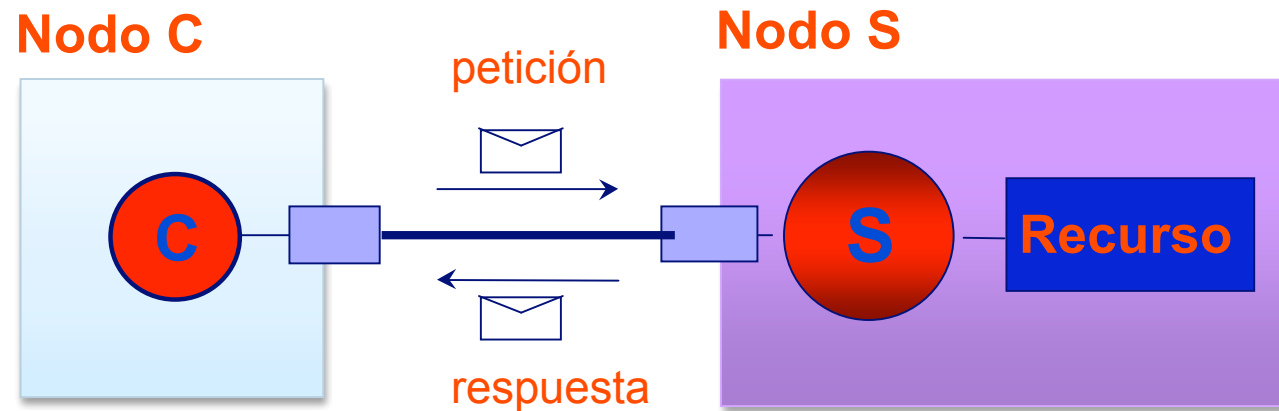 Nodo C
Nodo S
petición
C
S
Recurso
respuesta